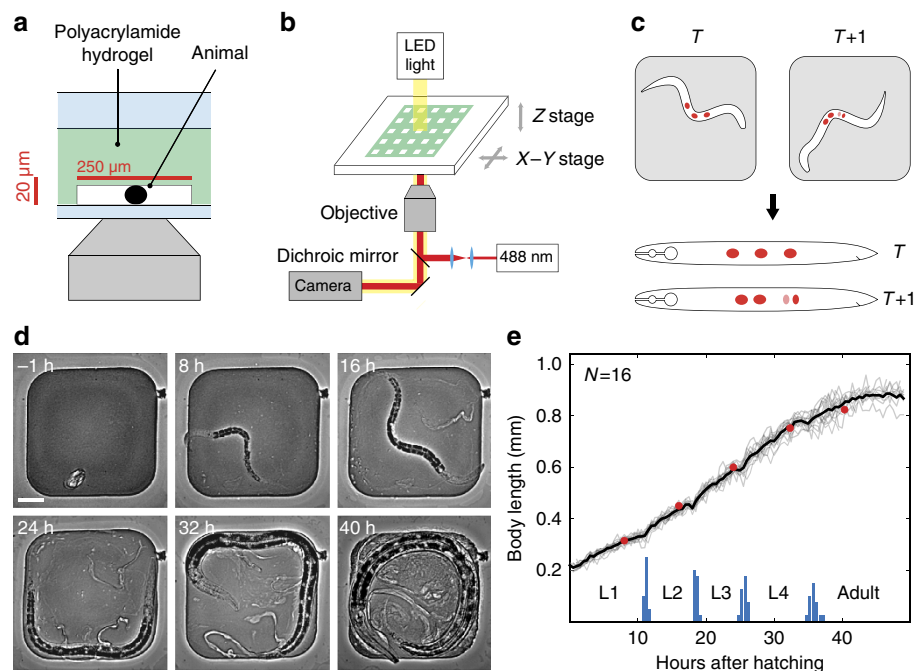 a
Polyacrylamide
hydrogel
Animal
250 μm
20 μm
b
LED
light
Z stage
X–Y stage
Objective
Dichroic mirror
488 nm
Camera
c
T
T+1
T
T+1
d
–1 h
8 h
16 h
24 h
32 h
40 h
e
N=16
Body length (mm)
1.0
0.8
0.6
0.4
0.2
L1
L2
L3
L4
Adult
0
10
20
30
40
Hours after hatching